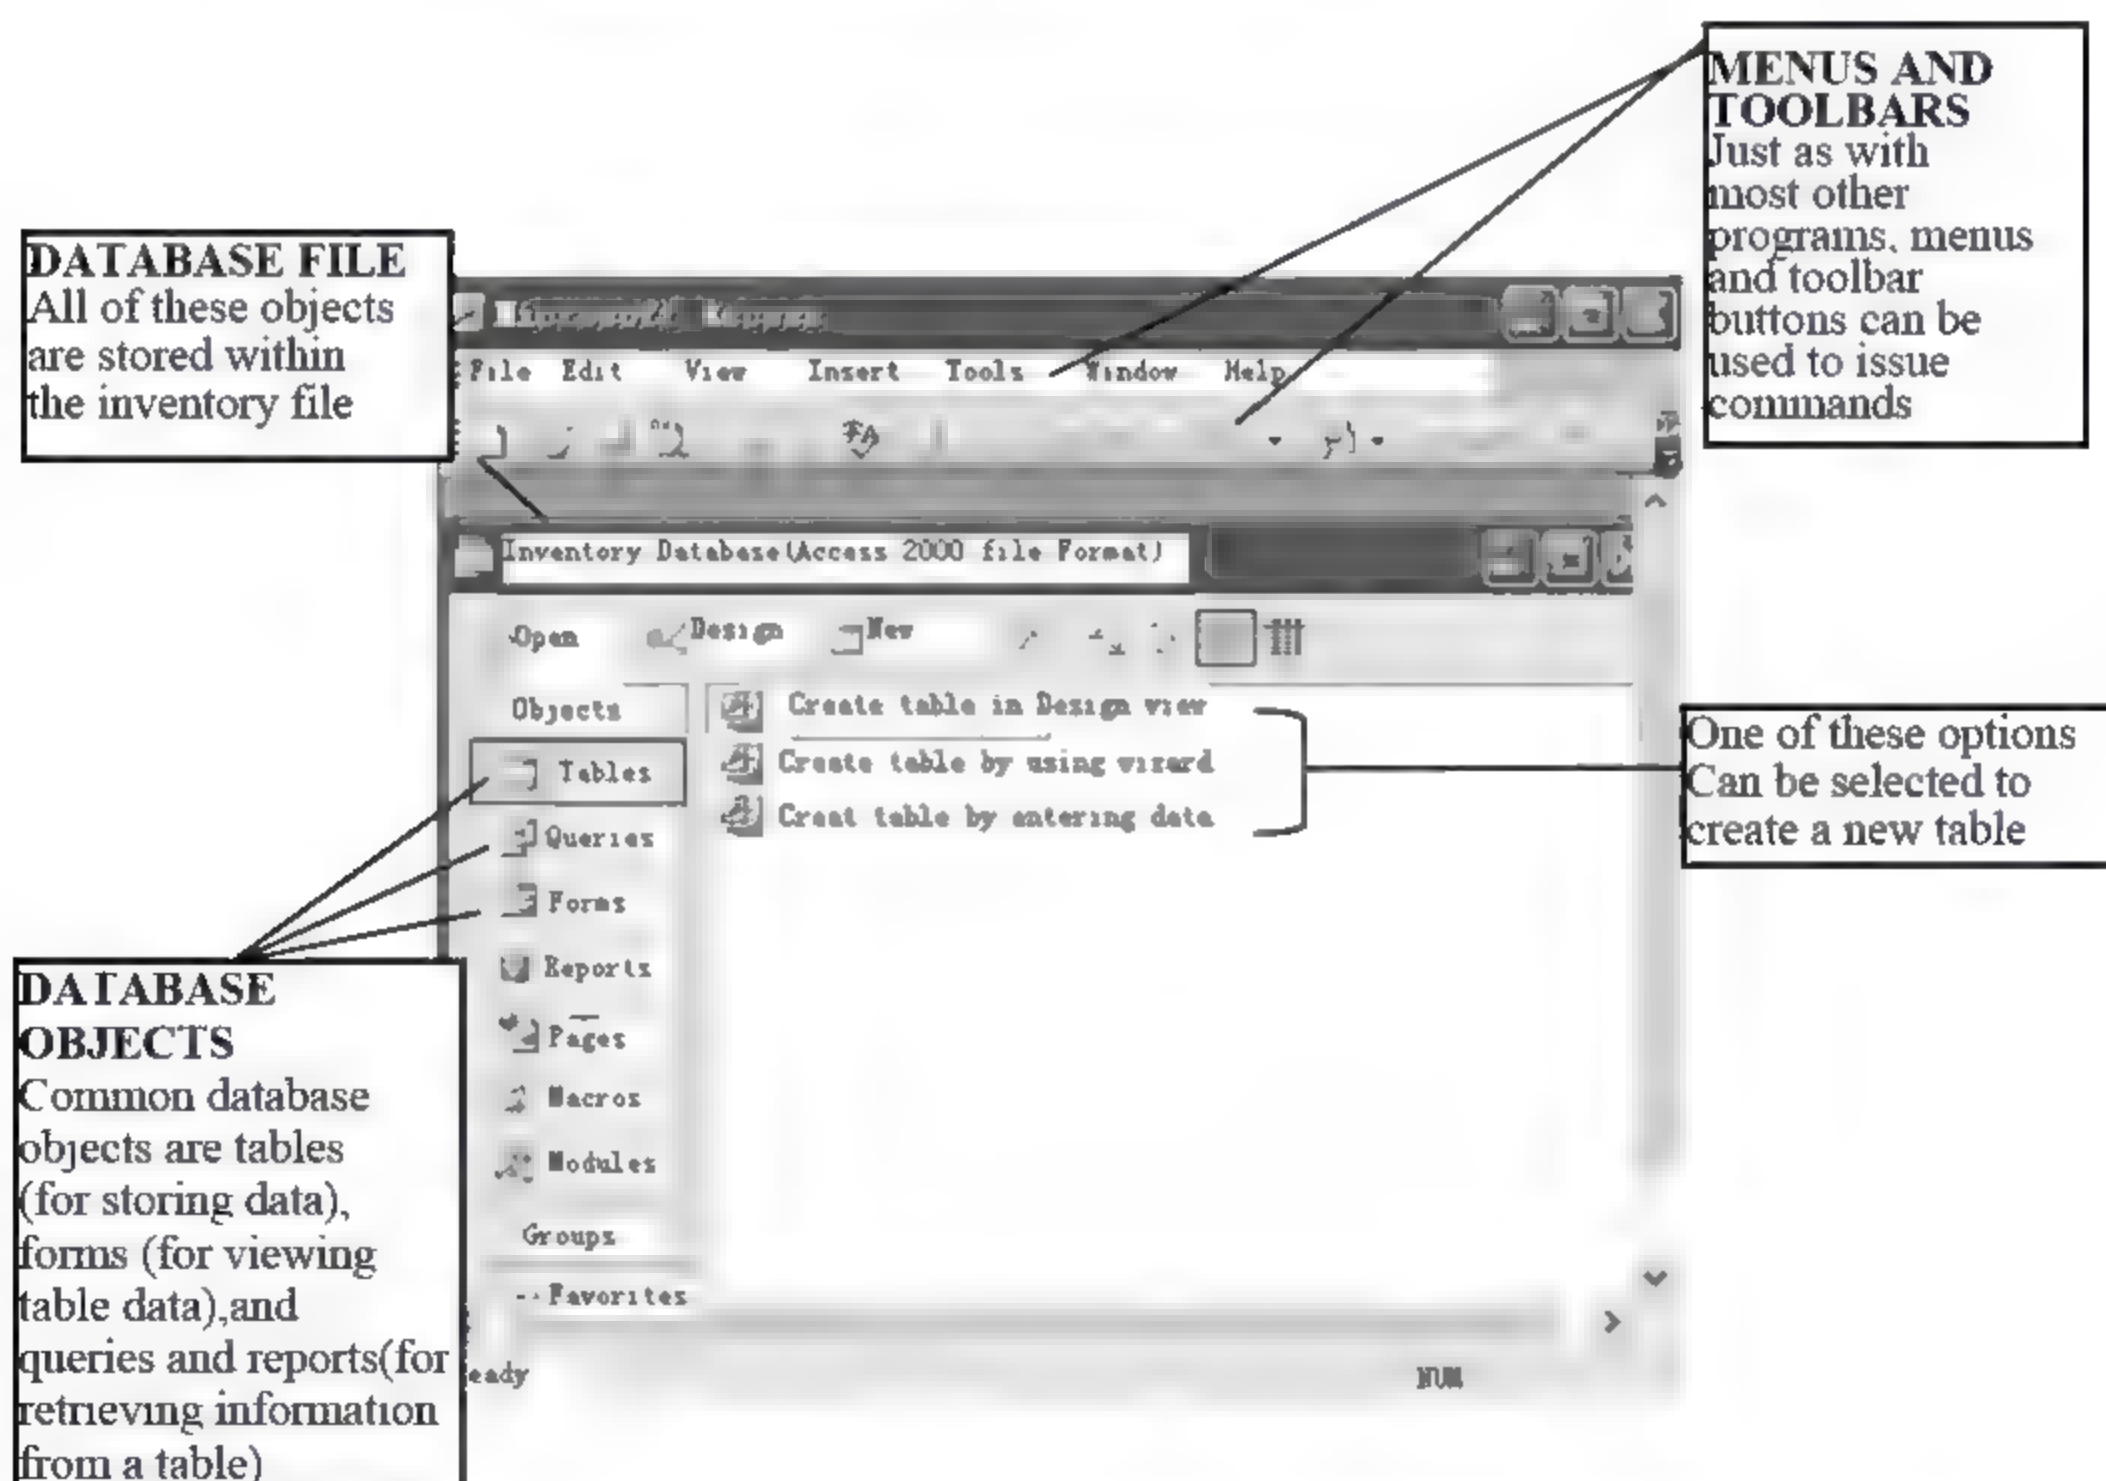 MENUS AND
TOOLBARS
Just as with
most other
programs, menus
and toolbar
buttons can be
used to issue
commands
DATABASE FILE
All of these objects
are stored within
the inventory file
File Edit View Insert Tools Window Help
Inventory Database(Access 2000 file Format)
Open Design New
Objects
Tables
Queries
Forms
Reports
Pages
Macros
Modules
Groups
Favorites
Create table in Design view
Create table by using wizard
Creat table by entering data
One of these options
Can be selected to
create a new table
DATABASE
OBJECTS
Common database
objects are tables
(for storing data),
forms (for viewing
table data),and
queries and reports(for
retrieving information
from a table)
eady
NUM